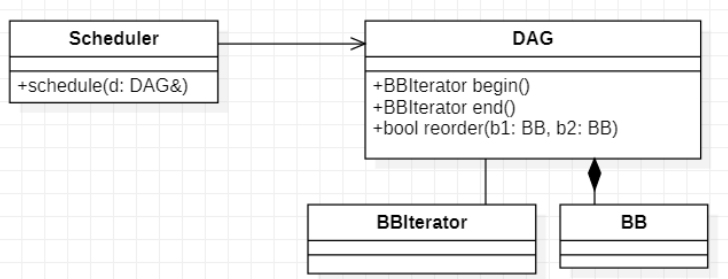 Scheduler
+schedule(d: DAG&)
DAG
+BBIterator begin()
+BBIterator end()
+bool reorder(b1: BB, b2: BB)
BBIterator
BB